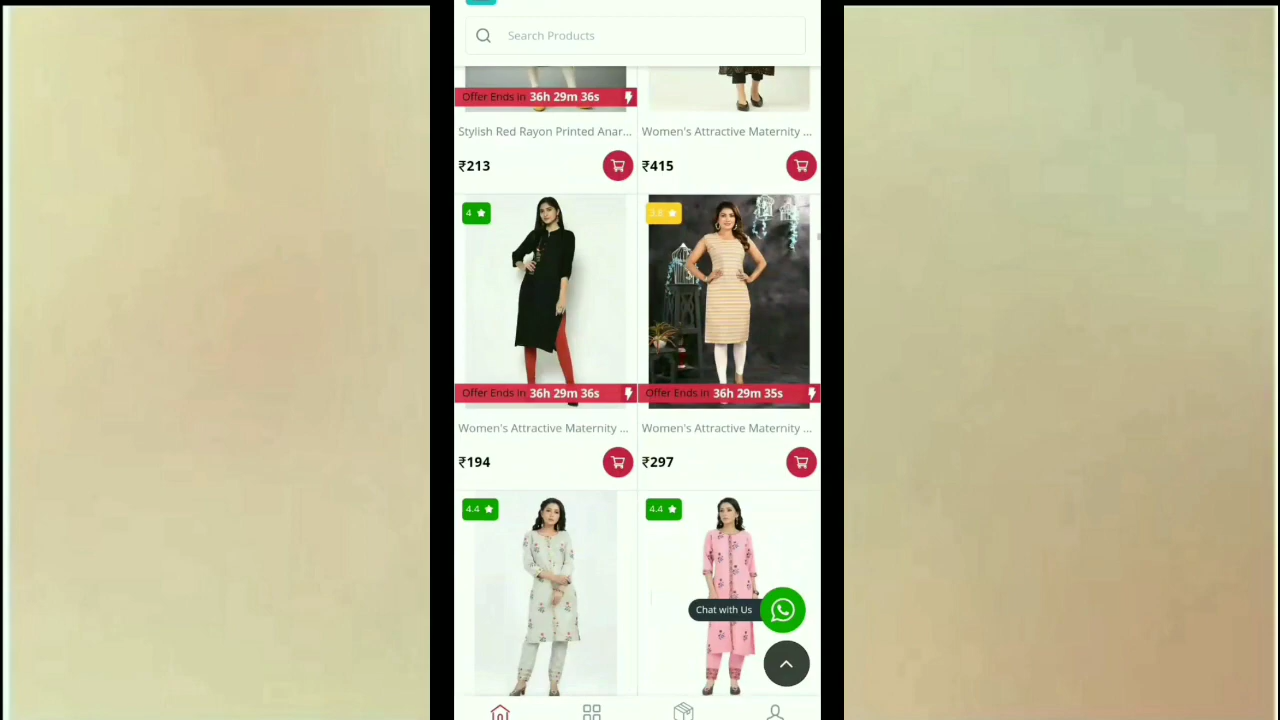 Search Products
Offer Ends in 36h 29m 36s
Stylish Red Rayon Printed Anar...
Women's Attractive Maternity ...
₹213
₹415
4
3.8
Offer Ends in 36h 29m 36s
Offer Ends in 36h 29m 35s
Women's Attractive Maternity ...
Women's Attractive Maternity ...
₹194
₹297
4.4
4.4
Chat with Us